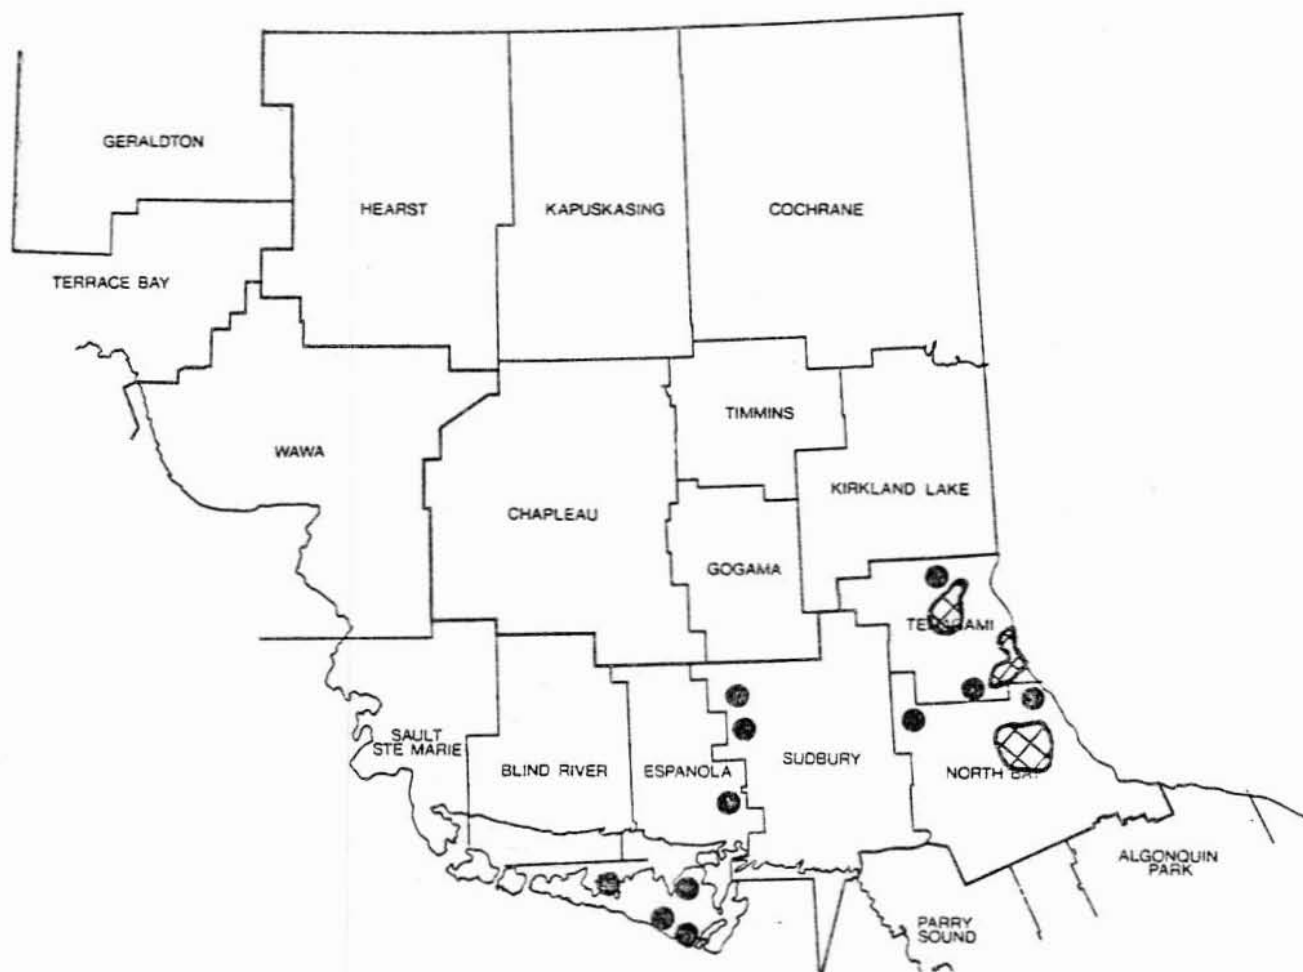 GERALDTON
HEARST
KAPUSKASING
COCHRANE
TERRACE BAY
TIMMINS
WAWA
KIRKLAND LAKE
CHAPLEAU
GOGAMA
SAULT
STE MARIE
BLIND RIVER
ESPANOLA
SUDBURY
NORTH BAY
ALGONQUIN
PARK
PARRY
SOUND